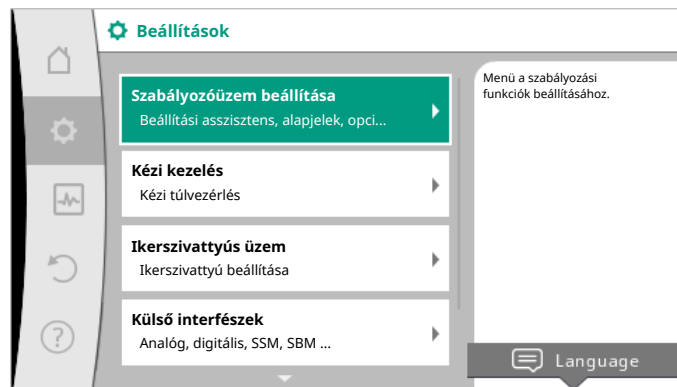 Beállítások
Szabályozóüzem beállítása
Beállítási asszisztens, alapjelek, opci...
Kézi kezelés
Kézi túlvezérlés
Ikerszivattyús üzem
Ikerszivattyú beállítása
Külső interfészek
Analóg, digitális, SSM, SBM ...
Menü a szabályozási
funkciók beállításához.
Language